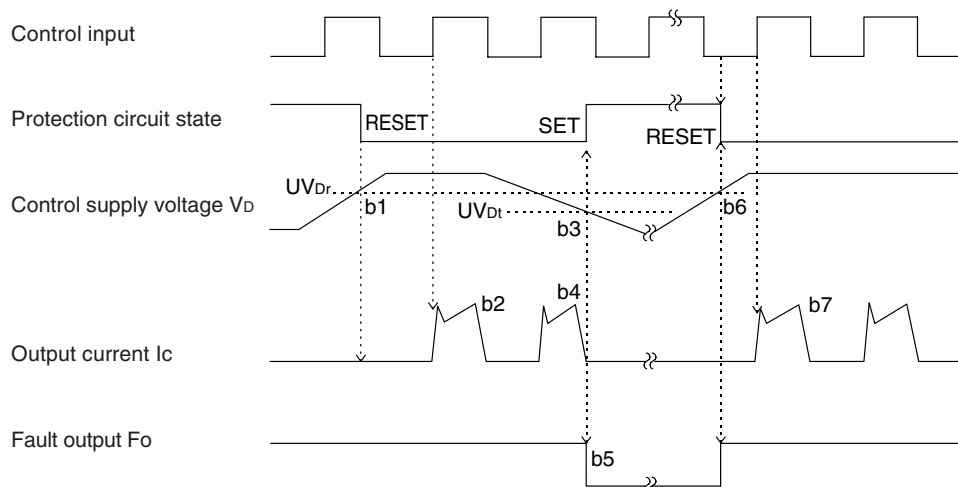 Control input
Protection circuit state
RESET
SET
RESET
Control supply voltage VD
UVDr
b1
UVDt
b3
b6
Output current Ic
b2
b4
b7
Fault output Fo
b5